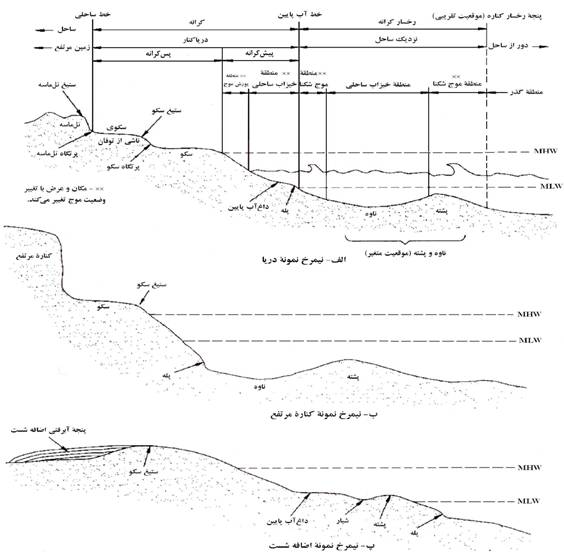 پنجهٔ رخسار کناره (موقعیت تقریبی)
خط آب پایین
خط ساحلی
رخسار کرانه
کرانه
ساحل
دور از ساحل
نزدیک ساحل
دریاکنار
زمین مرتفع
پیش‌کرانه
پس‌کرانه
منطقهٔ گذر
×× منطقهٔ موج شکنا
منطقهٔ خیزاب ساحلی
×× منطقهٔ موج شکنا
×× منطقهٔ خیزاب ساحلی
×× منطقه یورش موج
ستیغ تل‌ماسه
تل‌ماسه
پرتگاه تل‌ماسه
سکوی ناشی از توفان
ستیغ سکو
پرتگاه سکو
سکو
MHW
MLW
×× - مکان و عرض با تغییر
وضعیت موج تغییر می‌کند.
داغ‌آب پایین
پله
ناوه
پشته
ناوه و پشته (موقعیت متغیر)
الف- نیمرخ نمونهٔ دریا
کنارهٔ مرتفع
ستیغ سکو
سکو
MHW
MLW
پله
ناوه
پشته
ب- نیمرخ نمونهٔ کنارهٔ مرتفع
پنجهٔ آبرفتی اضافه شست
ستیغ سکو
MHW
MLW
داغ‌آب پایین
شیار
پشته
پله
پ- نیمرخ نمونهٔ اضافه شست